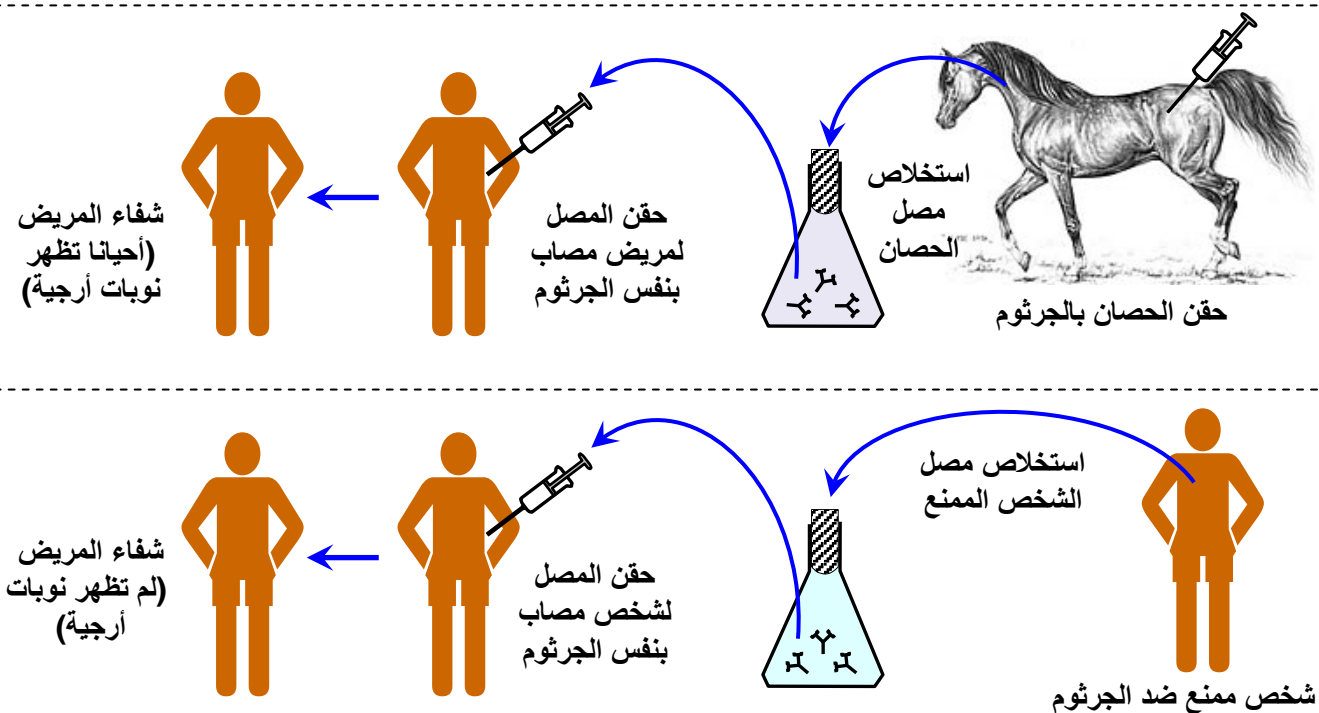 استخلاص
مصل
الحصان
حقن الحصان بالجرثوم
حقن المصل
لمريض مصاب
بنفس الجرثوم
شفاء المريض
(أحيانا تظهر
نوبات أرجية)
شخص ممنع ضد الجرثوم
استخلاص مصل
الشخص الممنع
حقن المصل
لشخص مصاب
بنفس الجرثوم
شفاء المريض
(لم تظهر نوبات
أرجية)